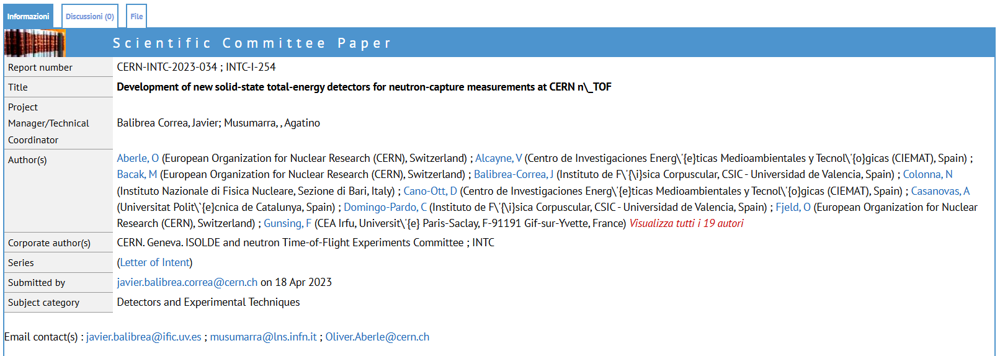 Informazioni
Discussioni (0)
File
Scientific Committee Paper
Report number CERN-INTC-2023-034 ; INTC-I-254
Title Development of new solid-state total-energy detectors for neutron-capture measurements at CERN n\_TOF
Project
Manager/Technical Balibrea Correa, Javier; Musumarra, , Agatino
Coordinator
Author(s) Aberle, O (European Organization for Nuclear Research (CERN), Switzerland) ; Alcayne, V (Centro de Investigaciones Energ\'{e}ticas Medioambientales y Tecnol\'{o}gicas (CIEMAT), Spain) ;
Bacak, M (European Organization for Nuclear Research (CERN), Switzerland) ; Balibrea-Correa, J (Instituto de F\'{\i}sica Corpuscular, CSIC - Universidad de Valencia, Spain) ; Colonna, N
(Instituto Nazionale di Fisica Nucleare, Sezione di Bari, Italy) ; Cano-Ott, D (Centro de Investigaciones Energ\'{e}ticas Medioambientales y Tecnol\'{o}gicas (CIEMAT), Spain) ; Casanovas, A
(Universitat Polit\`{e}cnica de Catalunya, Spain) ; Domingo-Pardo, C (Instituto de F\'{\i}sica Corpuscular, CSIC - Universidad de Valencia, Spain) ; Fjeld, O (European Organization for Nuclear
Research (CERN), Switzerland) ; Gunsing, F (CEA Irfu, Universit\'{e} Paris-Saclay, F-91191 Gif-sur-Yvette, France) Visualizza tutti i 19 autori
Corporate author(s) CERN. Geneva. ISOLDE and neutron Time-of-Flight Experiments Committee ; INTC
Series (Letter of Intent)
Submitted by javier.balibrea.correa@cern.ch on 18 Apr 2023
Subject category Detectors and Experimental Techniques
Email contact(s) : javier.balibrea@ific.uv.es ; musumarra@lns.infn.it ; Oliver.Aberle@cern.ch